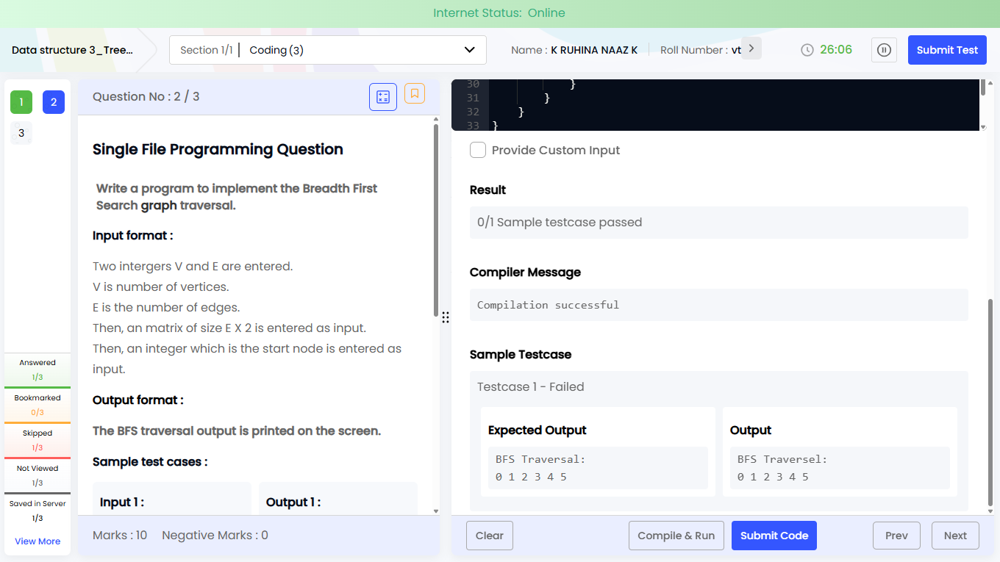 Internet Status: Online
Data structure 3_Tree...
Section 1/1 | Coding (3)
Name : K RUHINA NAAZ K
Roll Number : vt
26:06
Submit Test
1
2
3
Answered
1/3
Bookmarked
0/3
Skipped
1/3
Not Viewed
1/3
Saved in Server
1/3
View More
Question No : 2 / 3
Single File Programming Question
Write a program to implement the Breadth First
Search graph traversal.
Input format :
Two intergers V and E are entered.
V is number of vertices.
E is the number of edges.
Then, an matrix of size E X 2 is entered as input.
Then, an integer which is the start node is entered as
input.
Output format :
The BFS traversal output is printed on the screen.
Sample test cases :
Input 1 :
Output 1 :
Marks : 10
Negative Marks : 0
30 }
31 }
32 }
33 }
Provide Custom Input
Result
0/1 Sample testcase passed
Compiler Message
Compilation successful
Sample Testcase
Testcase 1 - Failed
Expected Output
BFS Traversal:
0 1 2 3 4 5
Output
BFS Traversel:
0 1 2 3 4 5
Clear
Compile & Run
Submit Code
Prev
Next